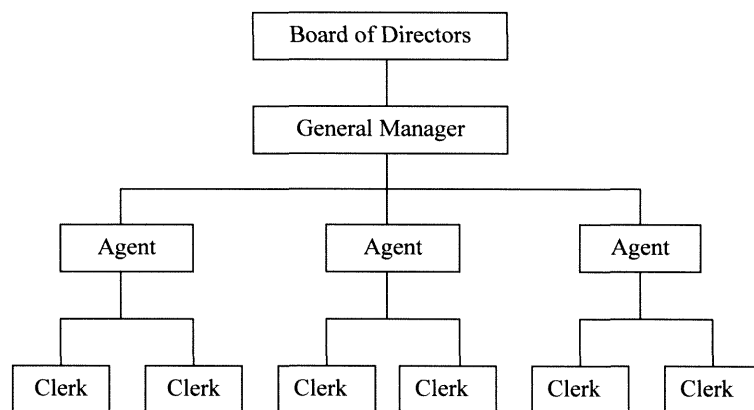 Board of Directors
General Manager
Agent Agent Agent
Clerk Clerk Clerk Clerk Clerk Clerk